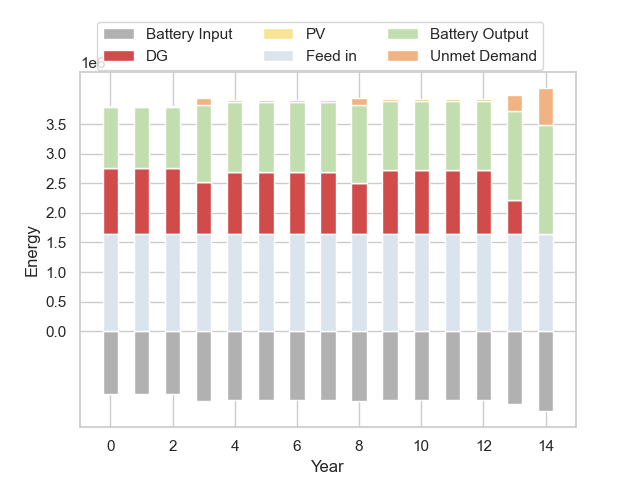 Battery Input PV Battery Output
DG Feed in Unmet Demand
1e6
3.5
3.0
2.5
2.0
1.5
1.0
0.5
0.0
Energy
0 2 4 6 8 10 12 14
Year